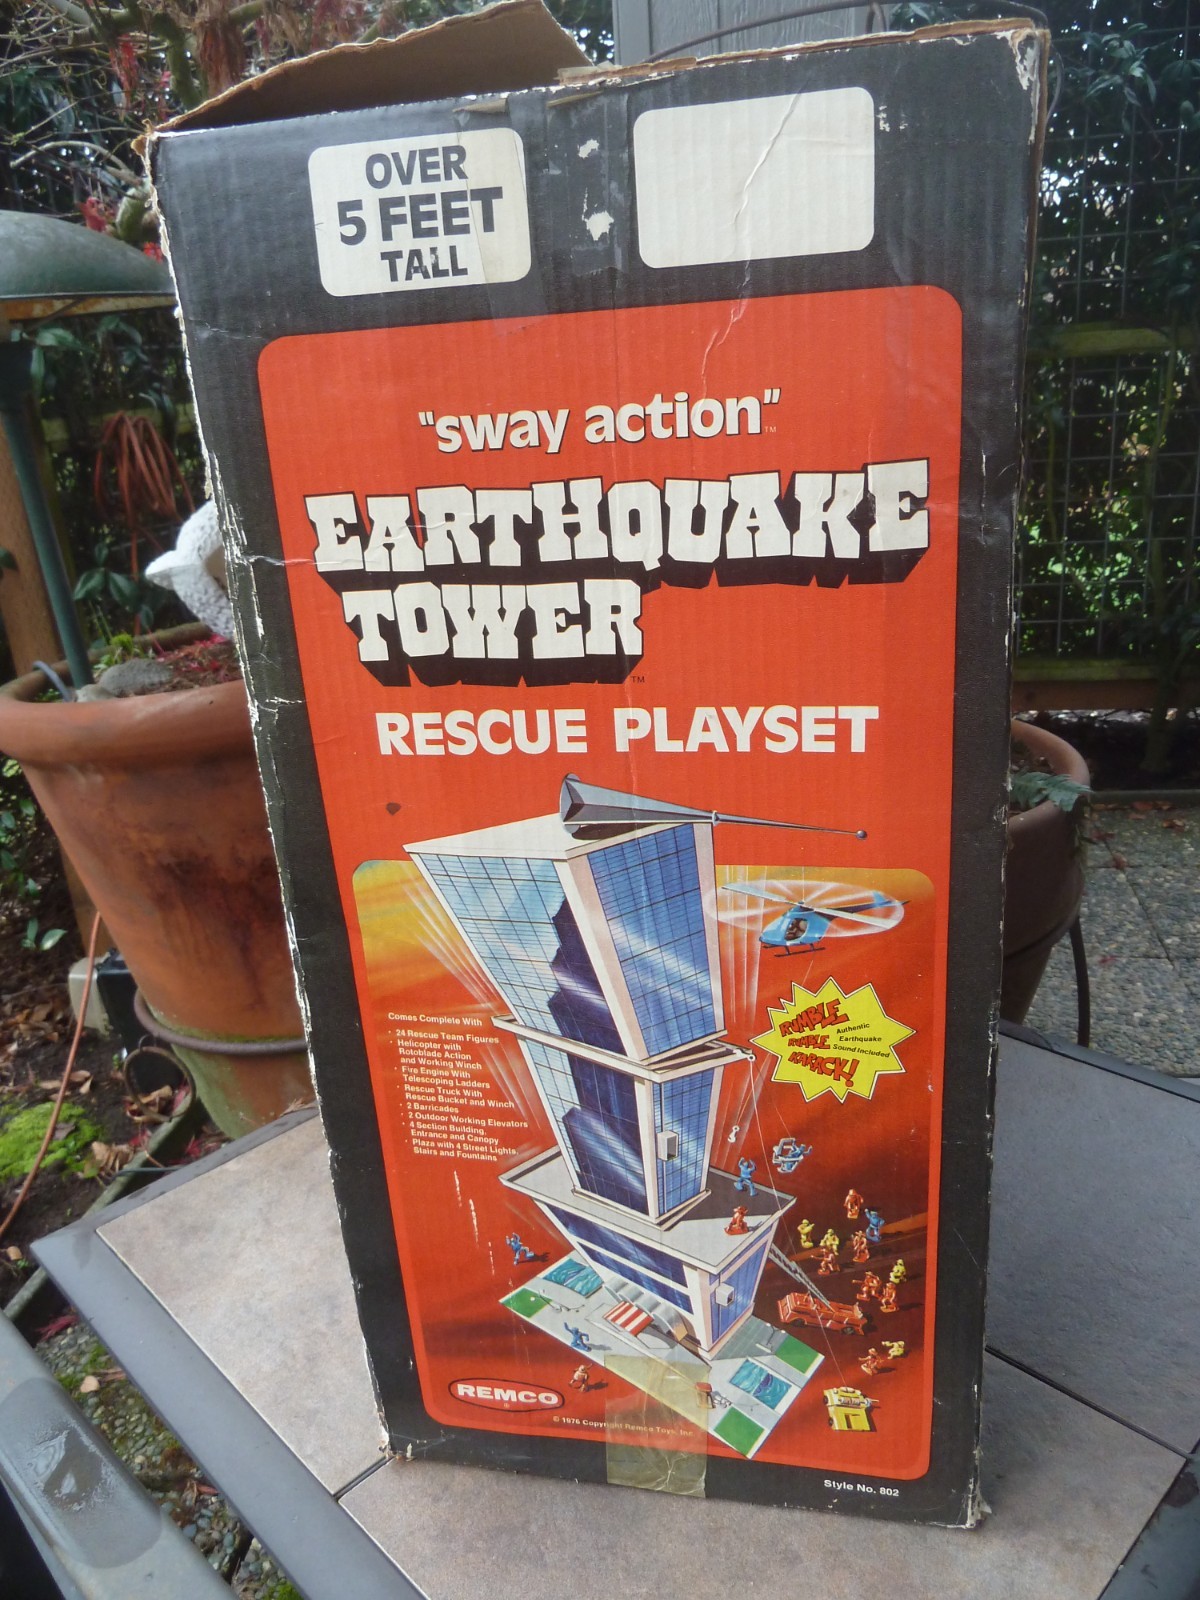 OVER
5 FEET
TALL
"sway action"™
EARTHQUAKE
TOWER™
RESCUE PLAYSET
RUMBLE
RUMBLE
KARACK!
Authentic
Earthquake
Sound Included
Comes Complete With
• 24 Rescue Team Figures
• Helicopter with
Rotoblade Action
and Working Winch
• Fire Engine With
Telescoping Ladders
• Rescue Truck With
Rescue Bucket and Winch
• 2 Barricades
• 2 Outdoor Working Elevators
• 4 Section Building,
Entrance and Canopy
• Plaza with 4 Street Lights,
Stairs and Fountains
REMCO®
© 1976 Copyright Remco Toys, Inc.
Style No. 802